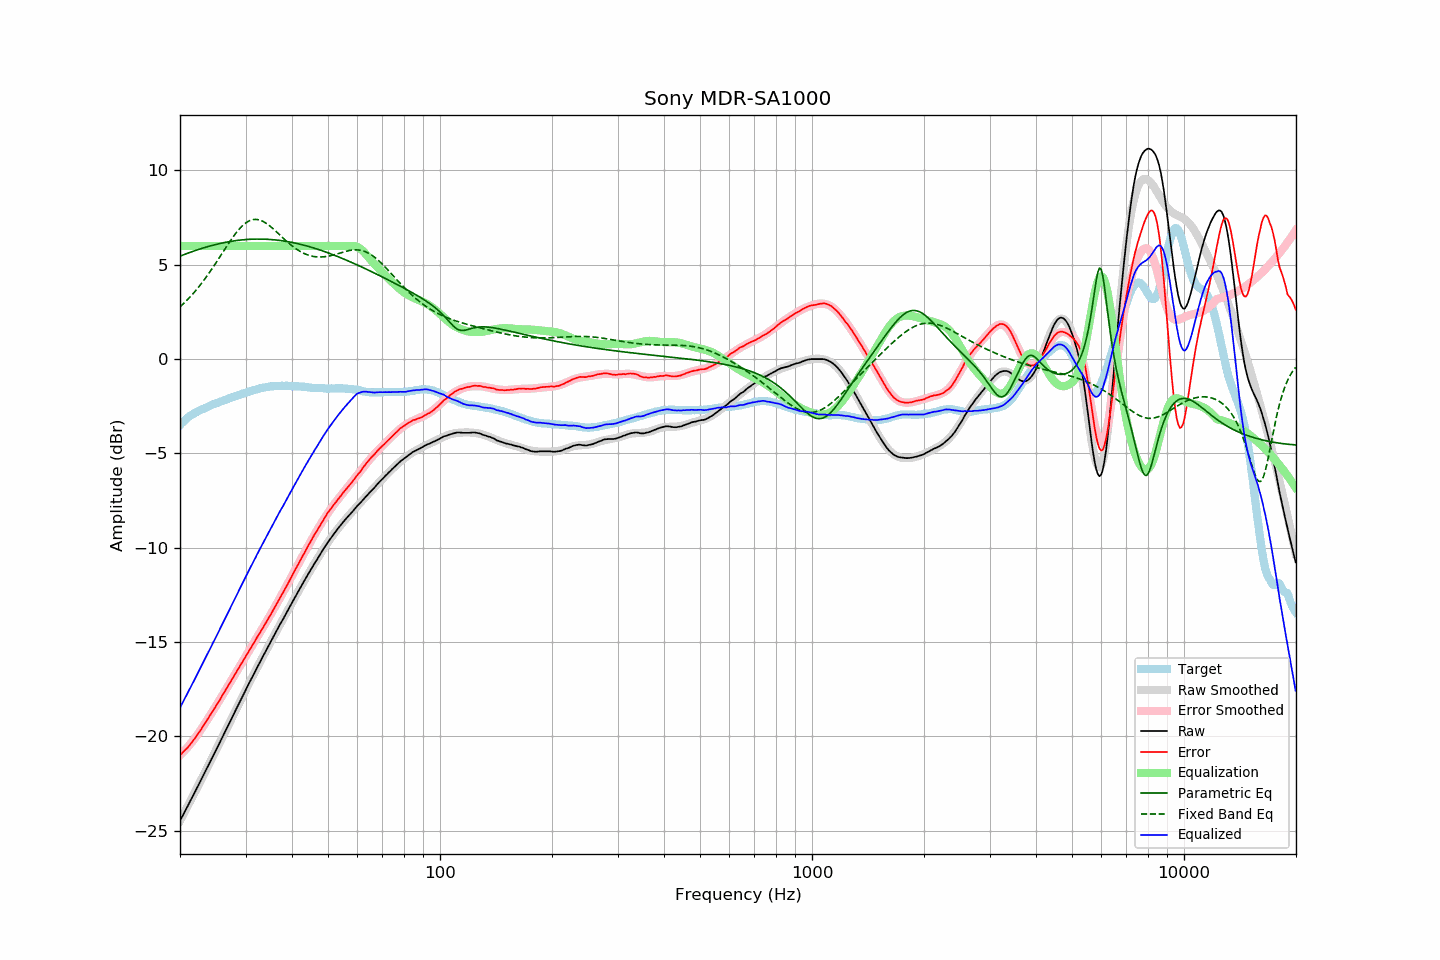 Sony MDR-SA1000
Amplitude (dBr)
10
5
0
−5
−10
−15
−20
−25
100
1000
10000
Frequency (Hz)
Target
Raw Smoothed
Error Smoothed
Raw
Error
Equalization
Parametric Eq
Fixed Band Eq
Equalized